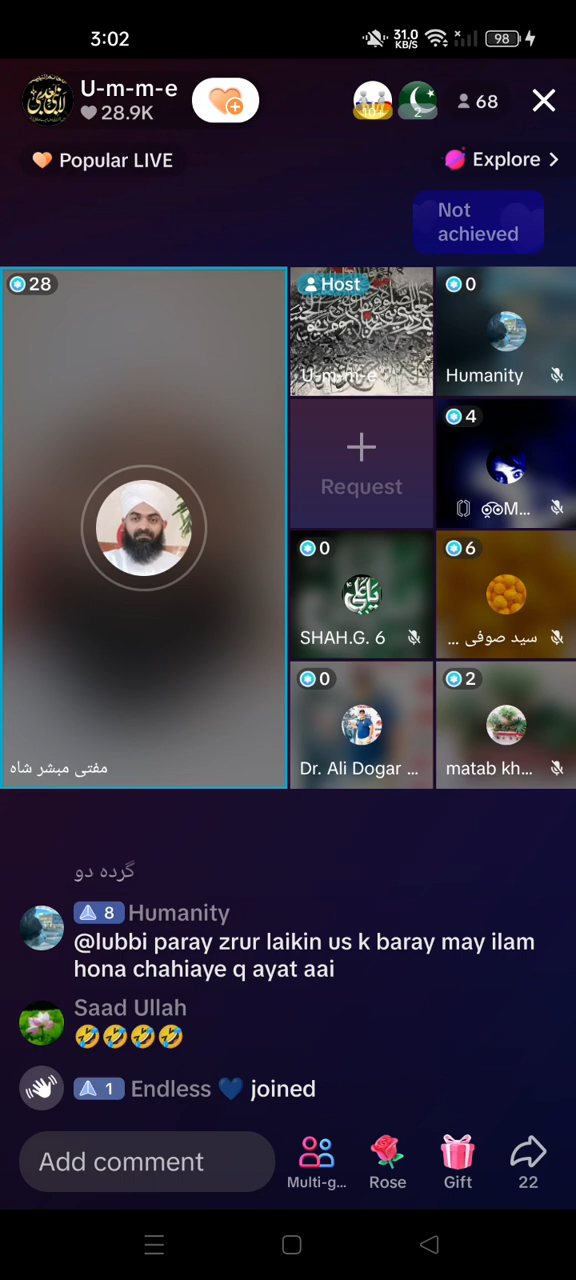 3:02
31.0
KB/S
98
U-m-m-e
28.9K
10+
2
68
Popular LIVE
Explore >
Not
achieved
28
Host
U-m-m-e
0
Humanity
Request
4
M...
0
SHAH.G. 6
6
سید صوفی ...
مفتی مبشر شاہ
0
Dr. Ali Dogar ...
2
matab kh...
گردہ دو
8 Humanity
@lubbi paray zrur laikin us k baray may ilam
hona chahiaye q ayat aai
Saad Ullah
🤣🤣🤣🤣
1 Endless 💙 joined
Add comment
Multi-g...
Rose
Gift
22